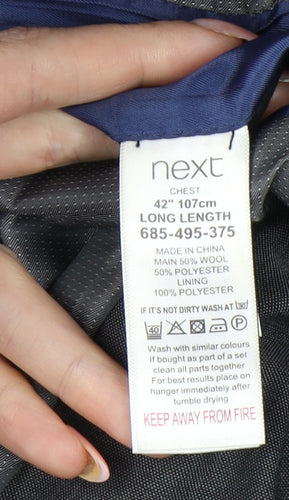 next
CHEST
42" 107cm
LONG LENGTH
685-495-375
MADE IN CHINA
MAIN 50% WOOL
50% POLYESTER
LINING
100% POLYESTER
IF IT'S NOT DIRTY WASH AT 30°
40 P
Wash with similar colours
If bought as part of a set
clean all parts together
For best results place on
hanger immediately after
tumble drying
KEEP AWAY FROM FIRE